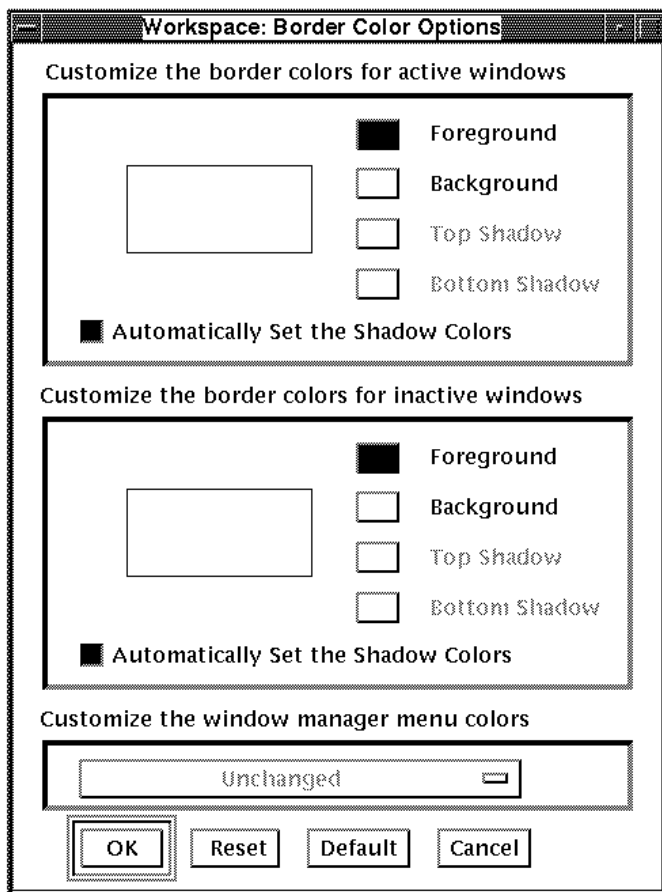 Workspace: Border Color Options
Customize the border colors for active windows
Foreground
Background
Top Shadow
Bottom Shadow
Automatically Set the Shadow Colors
Customize the border colors for inactive windows
Foreground
Background
Top Shadow
Bottom Shadow
Automatically Set the Shadow Colors
Customize the window manager menu colors
Unchanged
OK Reset Default Cancel